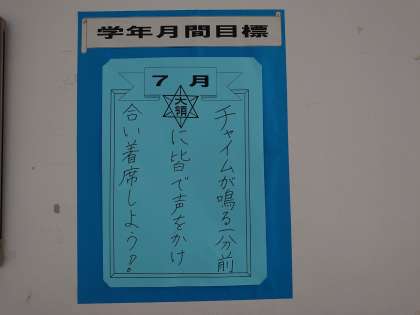 学年月間目標
7月
大領
チャイムが鳴る一分前
に皆で声をかけ
合い着席しよう!